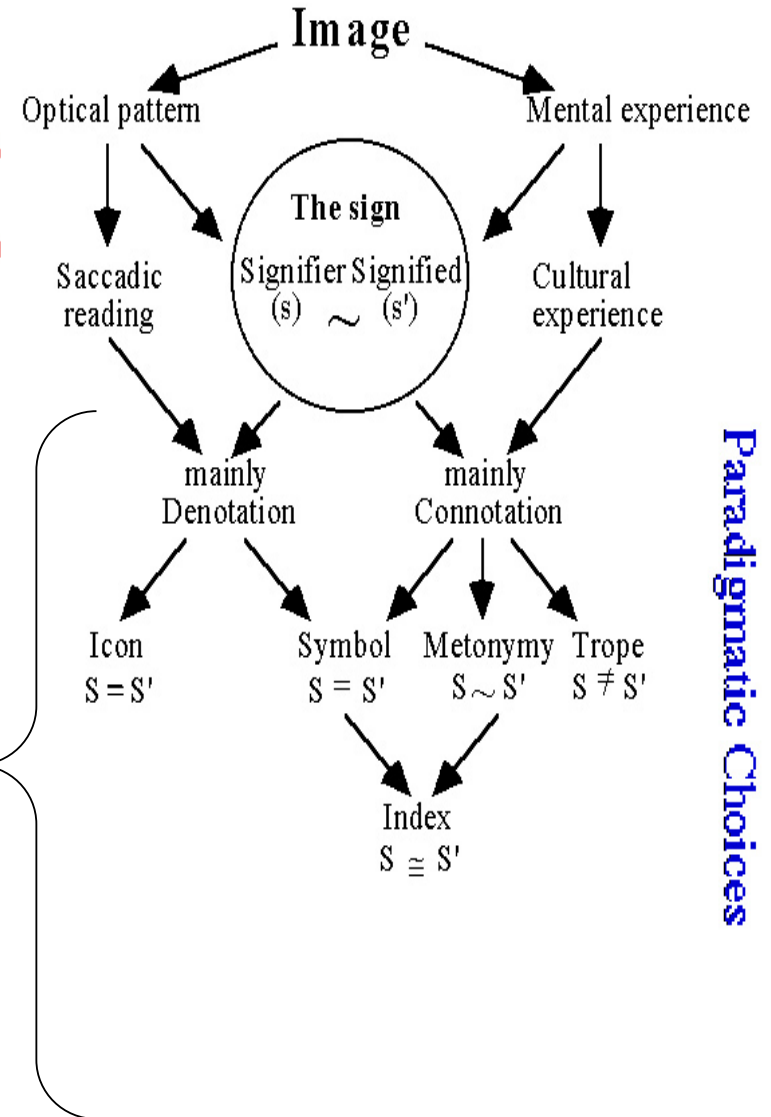 Image
Optical pattern
Mental experience
The sign
Signifier Signified
(s) ~ (s')
Saccadic
reading
Cultural
experience
mainly
Denotation
mainly
Connotation
Icon
S = S'
Symbol
S = S'
Metonymy
S ~ S'
Trope
S ≠ S'
Index
S ≅ S'
Paradigmatic Choices